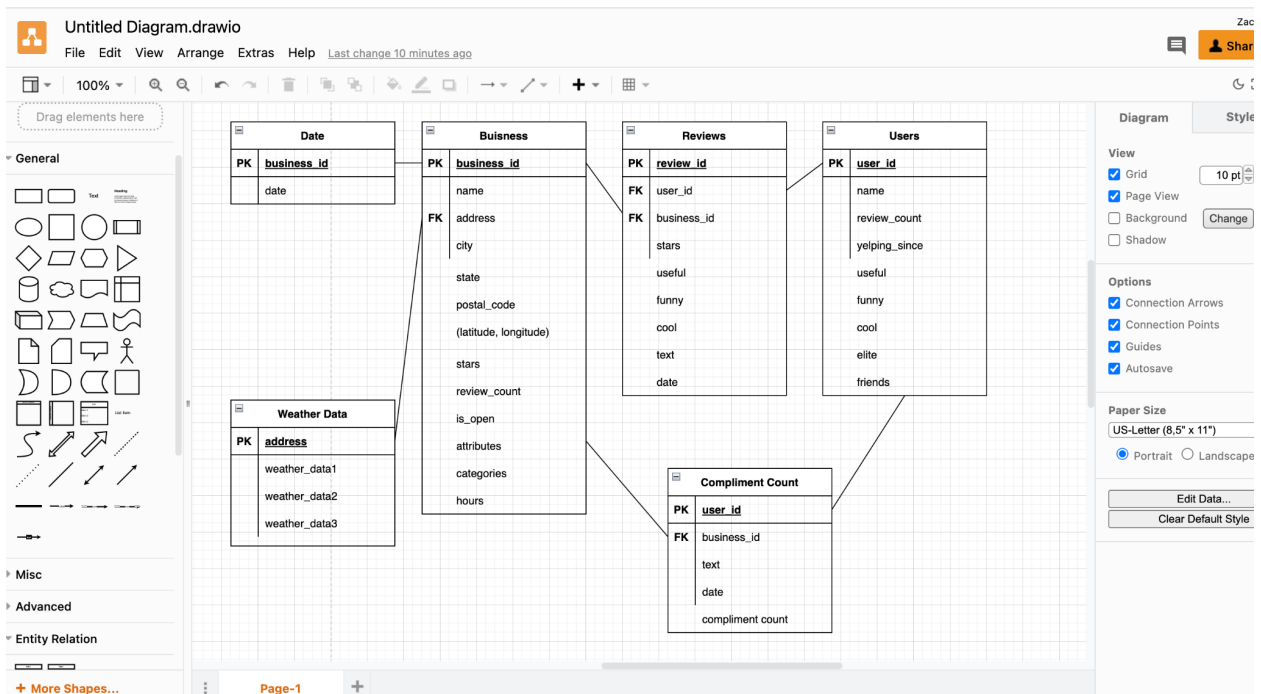 Untitled Diagram.drawio
Zac
File Edit View Arrange Extras Help Last change 10 minutes ago
Shar
100%
Drag elements here
General
Text
Heading
List Item
Misc
Advanced
Entity Relation
+ More Shapes...
Date
PK business_id
date
Buisness
PK business_id
name
FK address
city
state
postal_code
(latitude, longitude)
stars
review_count
is_open
attributes
categories
hours
Reviews
PK review_id
FK user_id
FK business_id
stars
useful
funny
cool
text
date
Users
PK user_id
name
review_count
yelping_since
useful
funny
cool
elite
friends
Weather Data
PK address
weather_data1
weather_data2
weather_data3
Compliment Count
PK user_id
FK business_id
text
date
compliment count
Page-1
Diagram Style
View
Grid 10 pt
Page View
Background Change
Shadow
Options
Connection Arrows
Connection Points
Guides
Autosave
Paper Size
US-Letter (8,5" x 11")
Portrait Landscape
Edit Data...
Clear Default Style